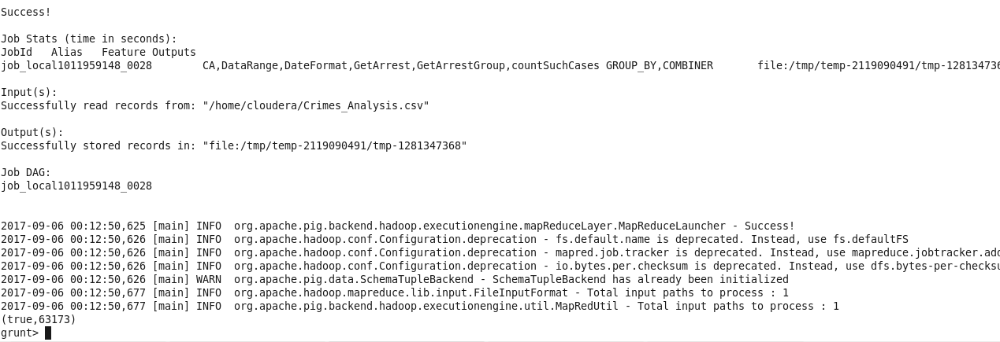 Success!
Job Stats (time in seconds):
JobId Alias Feature Outputs
job_local1011959148_0028 CA,DataRange,DateFormat,GetArrest,GetArrestGroup,countSuchCases GROUP_BY,COMBINER file:/tmp/temp-2119090491/tmp-128134736
Input(s):
Successfully read records from: "/home/cloudera/Crimes_Analysis.csv"
Output(s):
Successfully stored records in: "file:/tmp/temp-2119090491/tmp-1281347368"
Job DAG:
job_local1011959148_0028
2017-09-06 00:12:50,625 [main] INFO org.apache.pig.backend.hadoop.executionengine.mapReduceLayer.MapReduceLauncher - Success!
2017-09-06 00:12:50,626 [main] INFO org.apache.hadoop.conf.Configuration.deprecation - fs.default.name is deprecated. Instead, use fs.defaultFS
2017-09-06 00:12:50,626 [main] INFO org.apache.hadoop.conf.Configuration.deprecation - mapred.job.tracker is deprecated. Instead, use mapreduce.jobtracker.add
2017-09-06 00:12:50,626 [main] INFO org.apache.hadoop.conf.Configuration.deprecation - io.bytes.per.checksum is deprecated. Instead, use dfs.bytes-per-checksu
2017-09-06 00:12:50,626 [main] WARN org.apache.pig.data.SchemaTupleBackend - SchemaTupleBackend has already been initialized
2017-09-06 00:12:50,677 [main] INFO org.apache.hadoop.mapreduce.lib.input.FileInputFormat - Total input paths to process : 1
2017-09-06 00:12:50,677 [main] INFO org.apache.pig.backend.hadoop.executionengine.util.MapRedUtil - Total input paths to process : 1
(true,63173)
grunt>